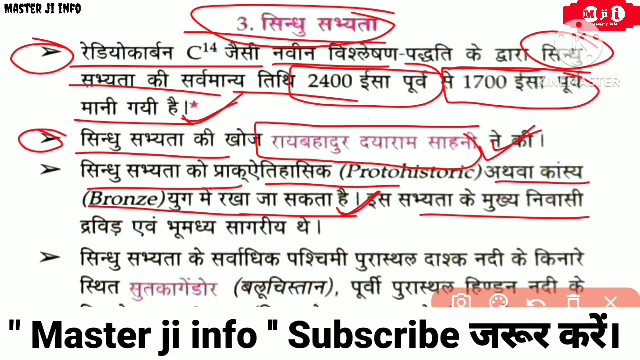 MASTER JI INFO
Mji
3. सिन्धु सभ्यता
➤ रेडियोकार्बन C¹⁴ जैसी नवीन विश्लेषण-पद्धति के द्वारा सिन्धु
सभ्यता की सर्वमान्य तिथि 2400 ईसा पूर्व से 1700 ईसा पूर्व
मानी गयी है।*
➤ सिन्धु सभ्यता की खोज रायबहादुर दयाराम साहनी ने की।
➤ सिन्धु सभ्यता को प्राक्ऐतिहासिक (Protohistoric) अथवा कांस्य
(Bronze) युग में रखा जा सकता है। इस सभ्यता के मुख्य निवासी
द्रविड़ एवं भूमध्य सागरीय थे।
➤ सिन्धु सभ्यता के सर्वाधिक पश्चिमी पुरास्थल दाश्क नदी के किनारे
स्थित सुतकागेंडोर (बलूचिस्तान), पूर्वी पुरास्थल हिण्डन नदी के
" Master ji info " Subscribe जरूर करें।